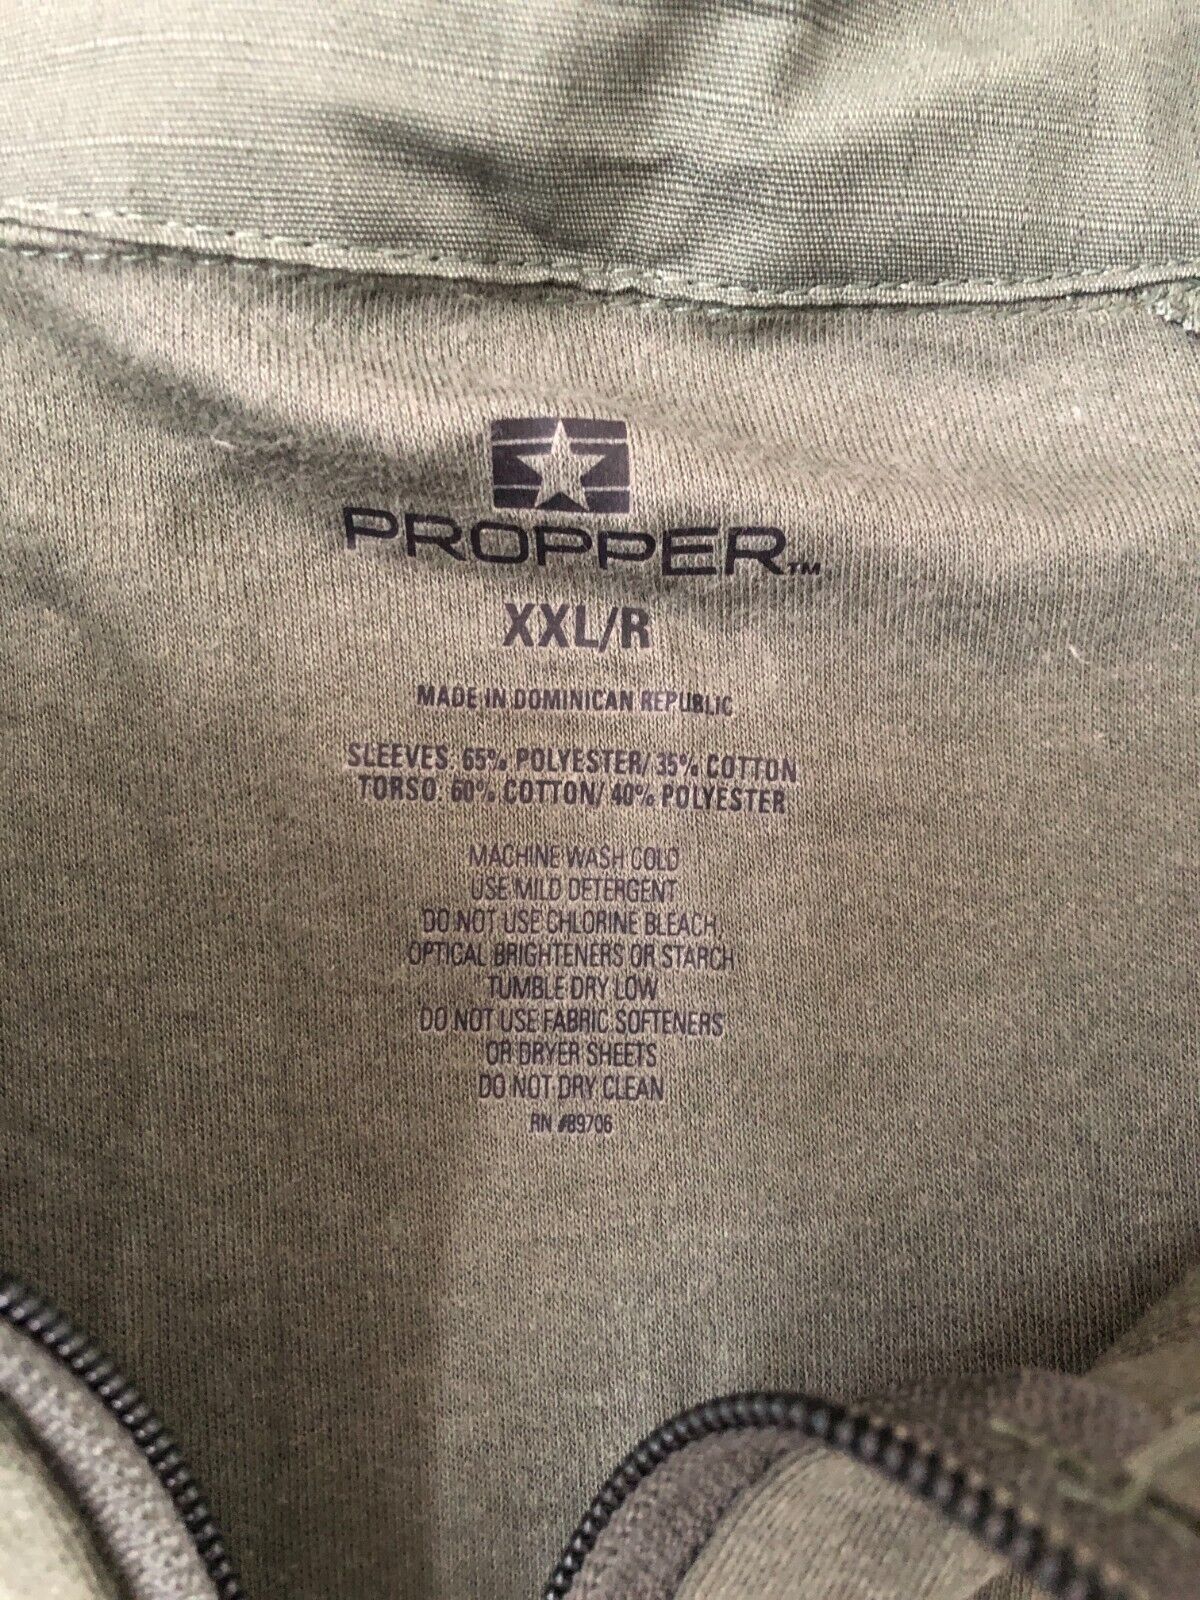 PROPPER™
XXL/R
MADE IN DOMINICAN REPUBLIC
SLEEVES: 65% POLYESTER/ 35% COTTON
TORSO: 60% COTTON/ 40% POLYESTER
MACHINE WASH COLD
USE MILD DETERGENT
DO NOT USE CHLORINE BLEACH,
OPTICAL BRIGHTENERS OR STARCH
TUMBLE DRY LOW
DO NOT USE FABRIC SOFTENERS
OR DRYER SHEETS
DO NOT DRY CLEAN
RN #89706